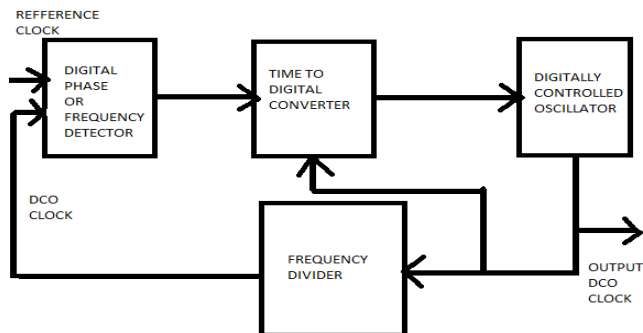 REFFERENCE
CLOCK
DIGITAL
PHASE
OR
FREQUENCY
DETECTOR
TIME TO
DIGITAL
CONVERTER
DIGITALLY
CONTROLLED
OSCILLATOR
DCO
CLOCK
FREQUENCY
DIVIDER
OUTPUT
DCO
CLOCK